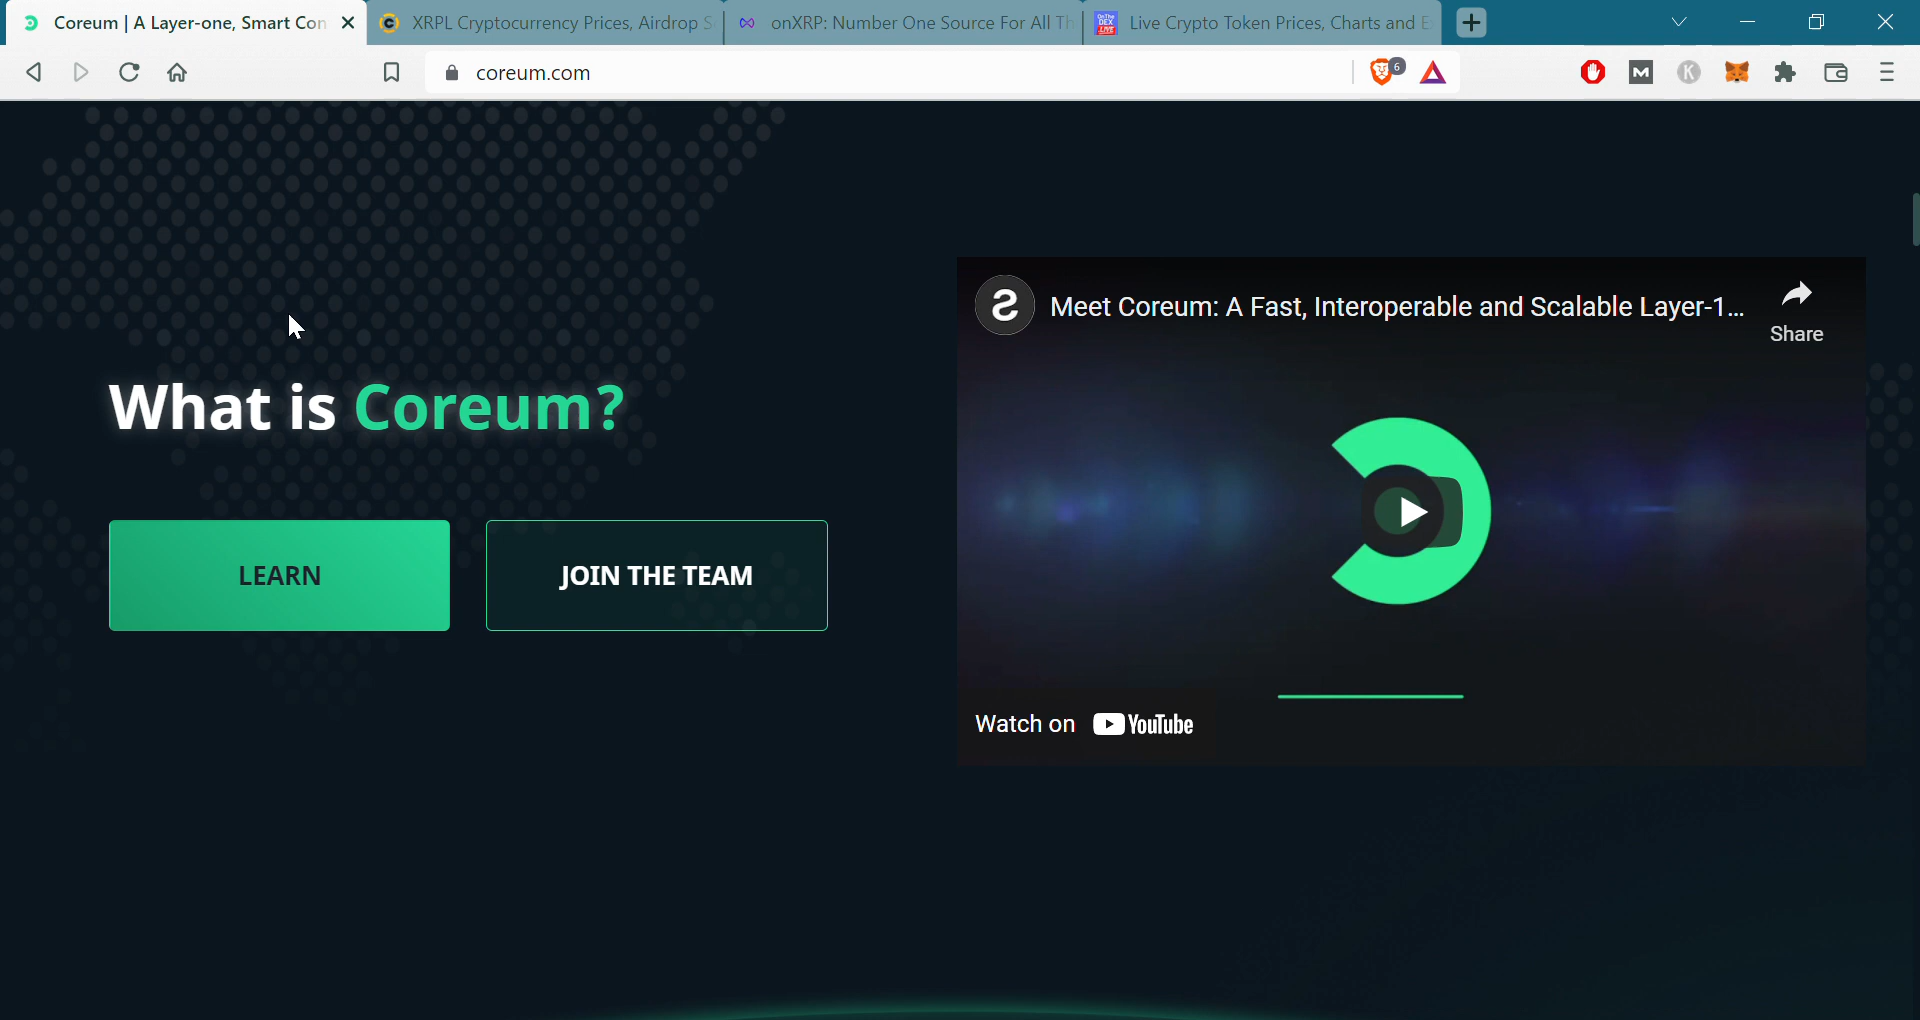 Coreum | A Layer-one, Smart Con
XRPL Cryptocurrency Prices, Airdrop S
onXRP: Number One Source For All Th
Live Crypto Token Prices, Charts and E
coreum.com
6
Meet Coreum: A Fast, Interoperable and Scalable Layer-1...
Share
What is Coreum?
LEARN
JOIN THE TEAM
Watch on YouTube